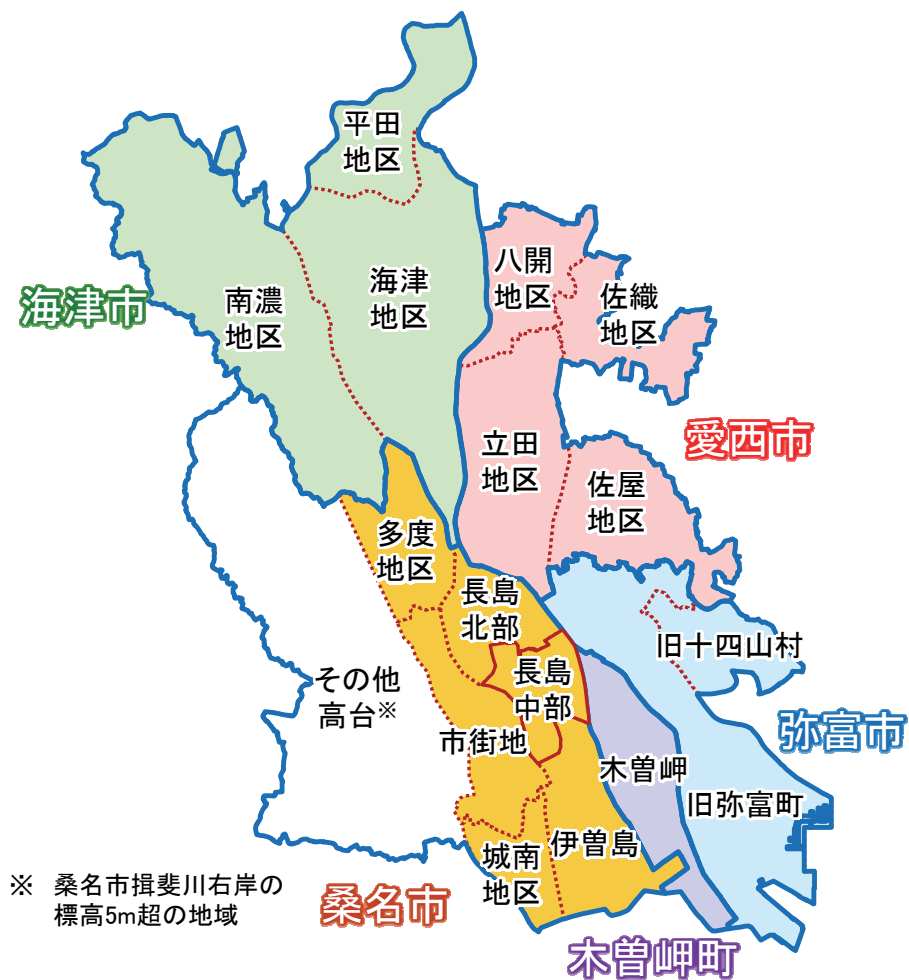 平田
地区
八開
地区
海津
地区
佐織
地区
南濃
地区
海津市
愛西市
立田
地区
佐屋
地区
多度
地区
長島
北部
旧十四山村
長島
中部
その他
高台※
市街地
弥富市
木曽岬
旧弥富町
伊曽島
城南
地区
※ 桑名市揖斐川右岸の
標高5m超の地域
桑名市
木曽岬町